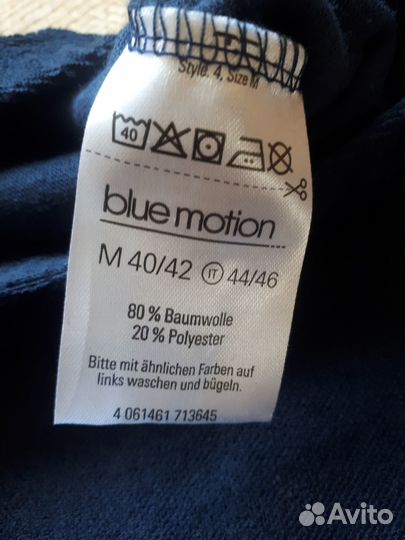 Style. 4, Size M
40
blue motion
M 40/42 IT 44/46
80 % Baumwolle
20 % Polyester
Bitte mit ähnlichen Farben auf
links waschen und bügeln.
4 061461 713645
Avito